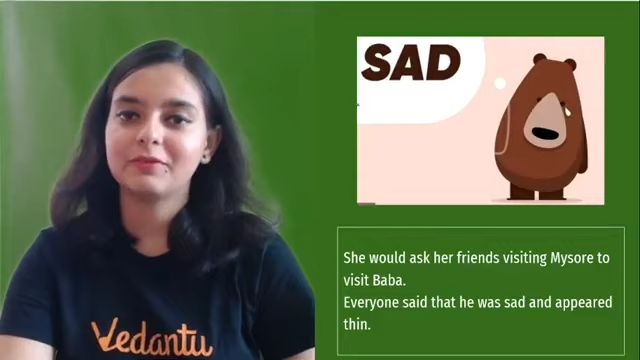 SAD
She would ask her friends visiting Mysore to
visit Baba.
Everyone said that he was sad and appeared
thin.
Vedantu